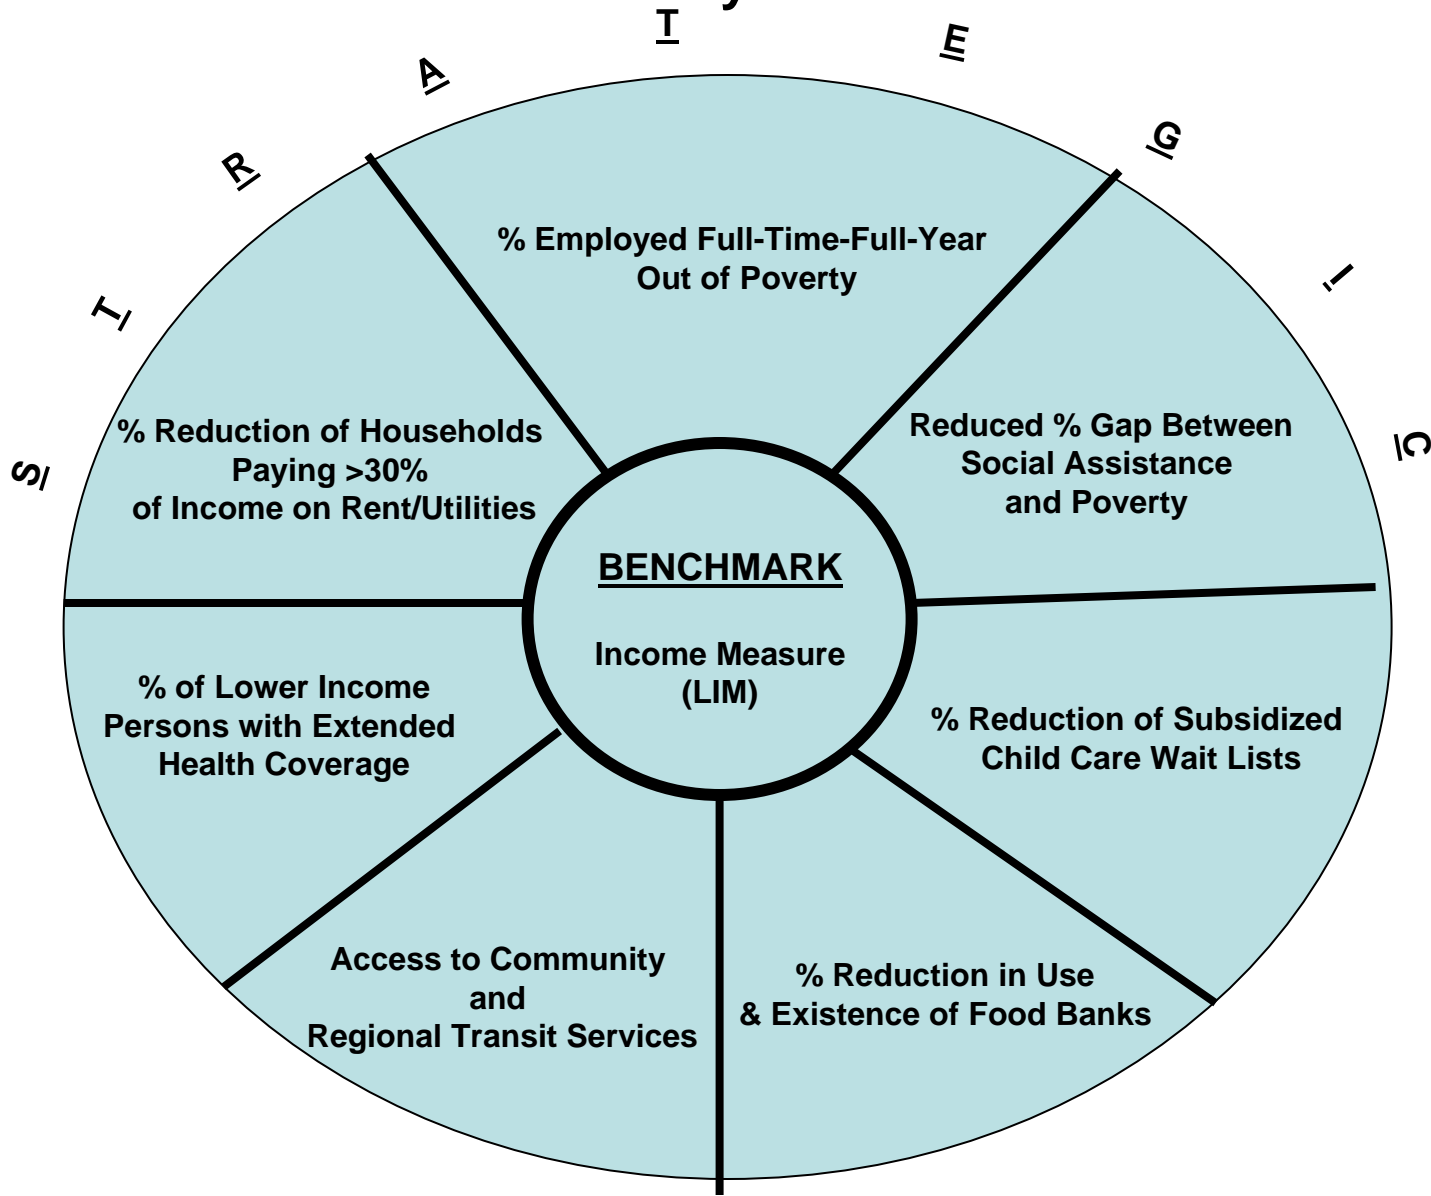 STRATEGIC
% Employed Full-Time-Full-Year
Out of Poverty
Reduced % Gap Between
Social Assistance
and Poverty
% Reduction of Subsidized
Child Care Wait Lists
% Reduction in Use
& Existence of Food Banks
Access to Community
and
Regional Transit Services
% of Lower Income
Persons with Extended
Health Coverage
% Reduction of Households
Paying >30%
of Income on Rent/Utilities
BENCHMARK
Income Measure
(LIM)